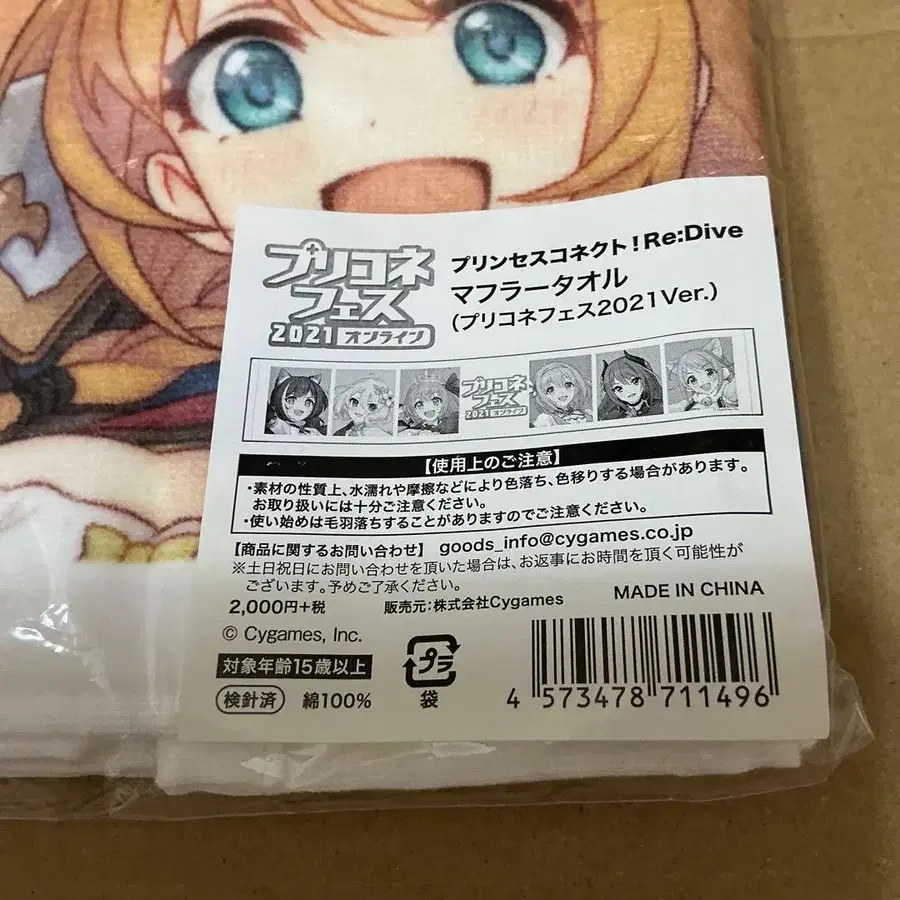 プリコネ
フェス
2021 オンライン
プリンセスコネクト！Re:Dive
マフラータオル
(プリコネフェス2021Ver.)
プリコネ
フェス
2021 オンライン
【使用上のご注意】
・素材の性質上、水濡れや摩擦などにより色落ち、色移りする場合があります。
お取り扱いには十分ご注意ください。
・使い始めは毛羽落ちすることがありますのでご注意ください。
【商品に関するお問い合わせ】 goods_info@cygames.co.jp
※土日祝日にお問い合わせを頂いた場合は、お返事にお時間を頂く可能性が
ございます。予めご了承ください。
2,000円+税 販売元:株式会社Cygames MADE IN CHINA
© Cygames, Inc.
対象年齢15歳以上
検針済 綿100%
プラ
袋
4 573478 711496